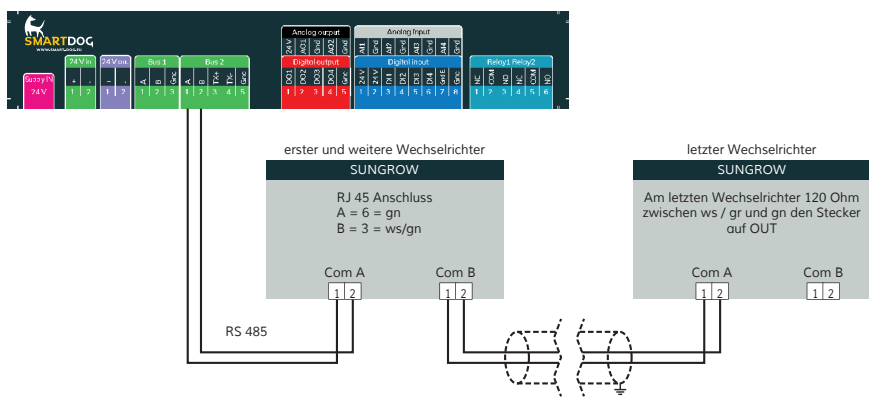 SMARTDOG
WWW.SMART-DOG.EU
Supply IN
24 V
24 V in
+ -
1 2
24 V out
1 2
Bus 1
A B Gnd
1 2 3
Bus 2
A B TX+ TX- Gnd
1 2 3 4 5
Analog output
24 V AO1 Gnd AO2 Gnd
Digital output
DO1 DO2 DO3 DO4 Gnd
1 2 3 4 5
Analog Input
AI1 Gnd AI2 Gnd AI3 Gnd AI4 Gnd
Digital input
24 V 24 V DI1 DI2 DI3 DI4 Gnd
1 2 3 4 5 6 7 8
Relay1 Relay2
NC COM NO NC COM NO
1 2 3 4 5 6
erster und weitere Wechselrichter
SUNGROW
RJ 45 Anschluss
A = 6 = gn
B = 3 = ws/gn
Com A
1 2
Com B
1 2
letzter Wechselrichter
SUNGROW
Am letzten Wechselrichter 120 Ohm
zwischen ws / gr und gn den Stecker
auf OUT
Com A
1 2
Com B
1 2
RS 485